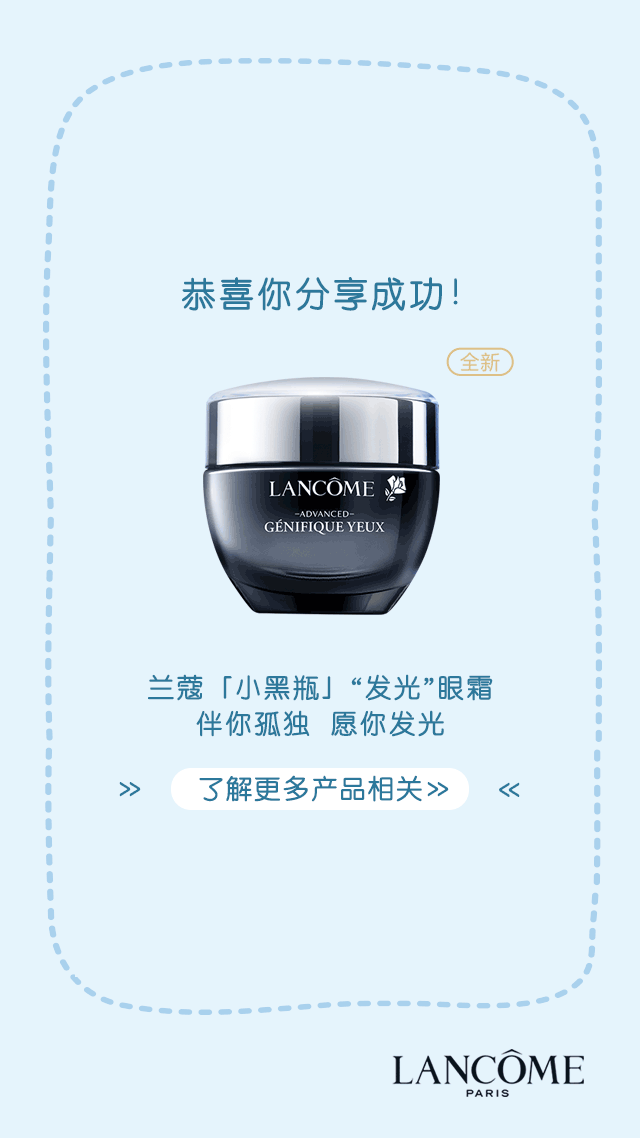 恭喜你分享成功！
全新
LANCÔME
–ADVANCED–
GÉNIFIQUE YEUX
兰蔻「小黑瓶」“发光”眼霜
伴你孤独 愿你发光
» 了解更多产品相关» «
LANCÔME
PARIS